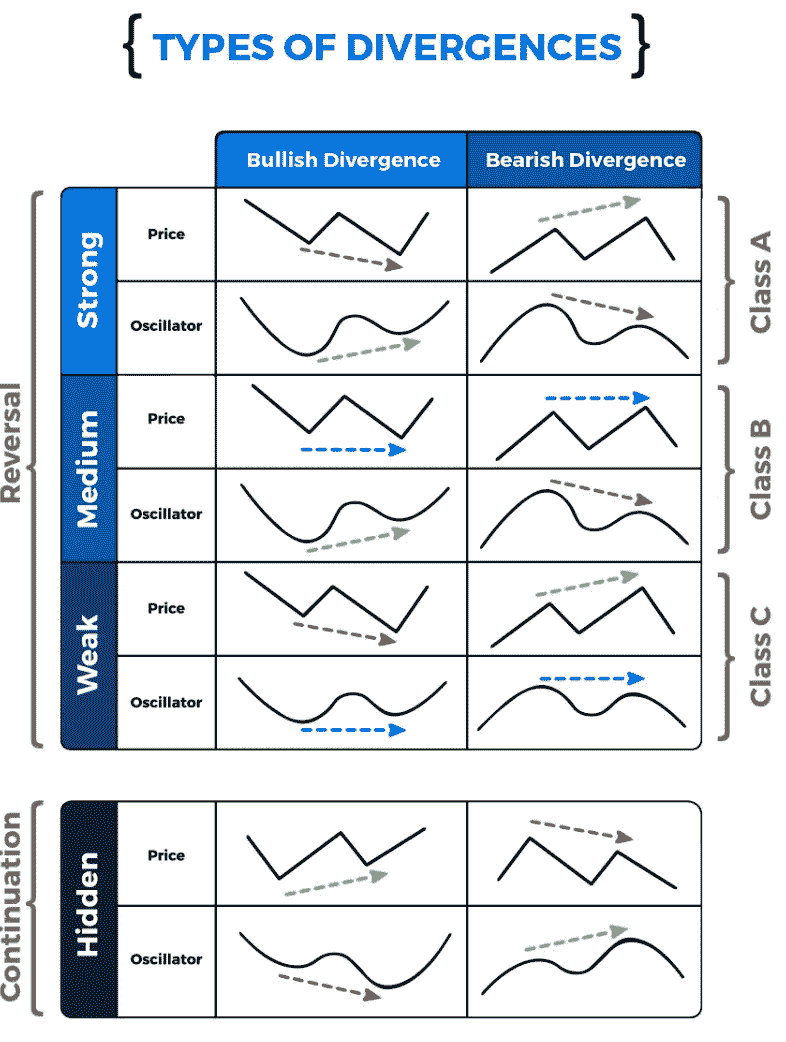 { TYPES OF DIVERGENCES }
Bullish Divergence
Bearish Divergence
Reversal
Strong
Price
Oscillator
Class A
Medium
Price
Oscillator
Class B
Weak
Price
Oscillator
Class C
Continuation
Hidden
Price
Oscillator